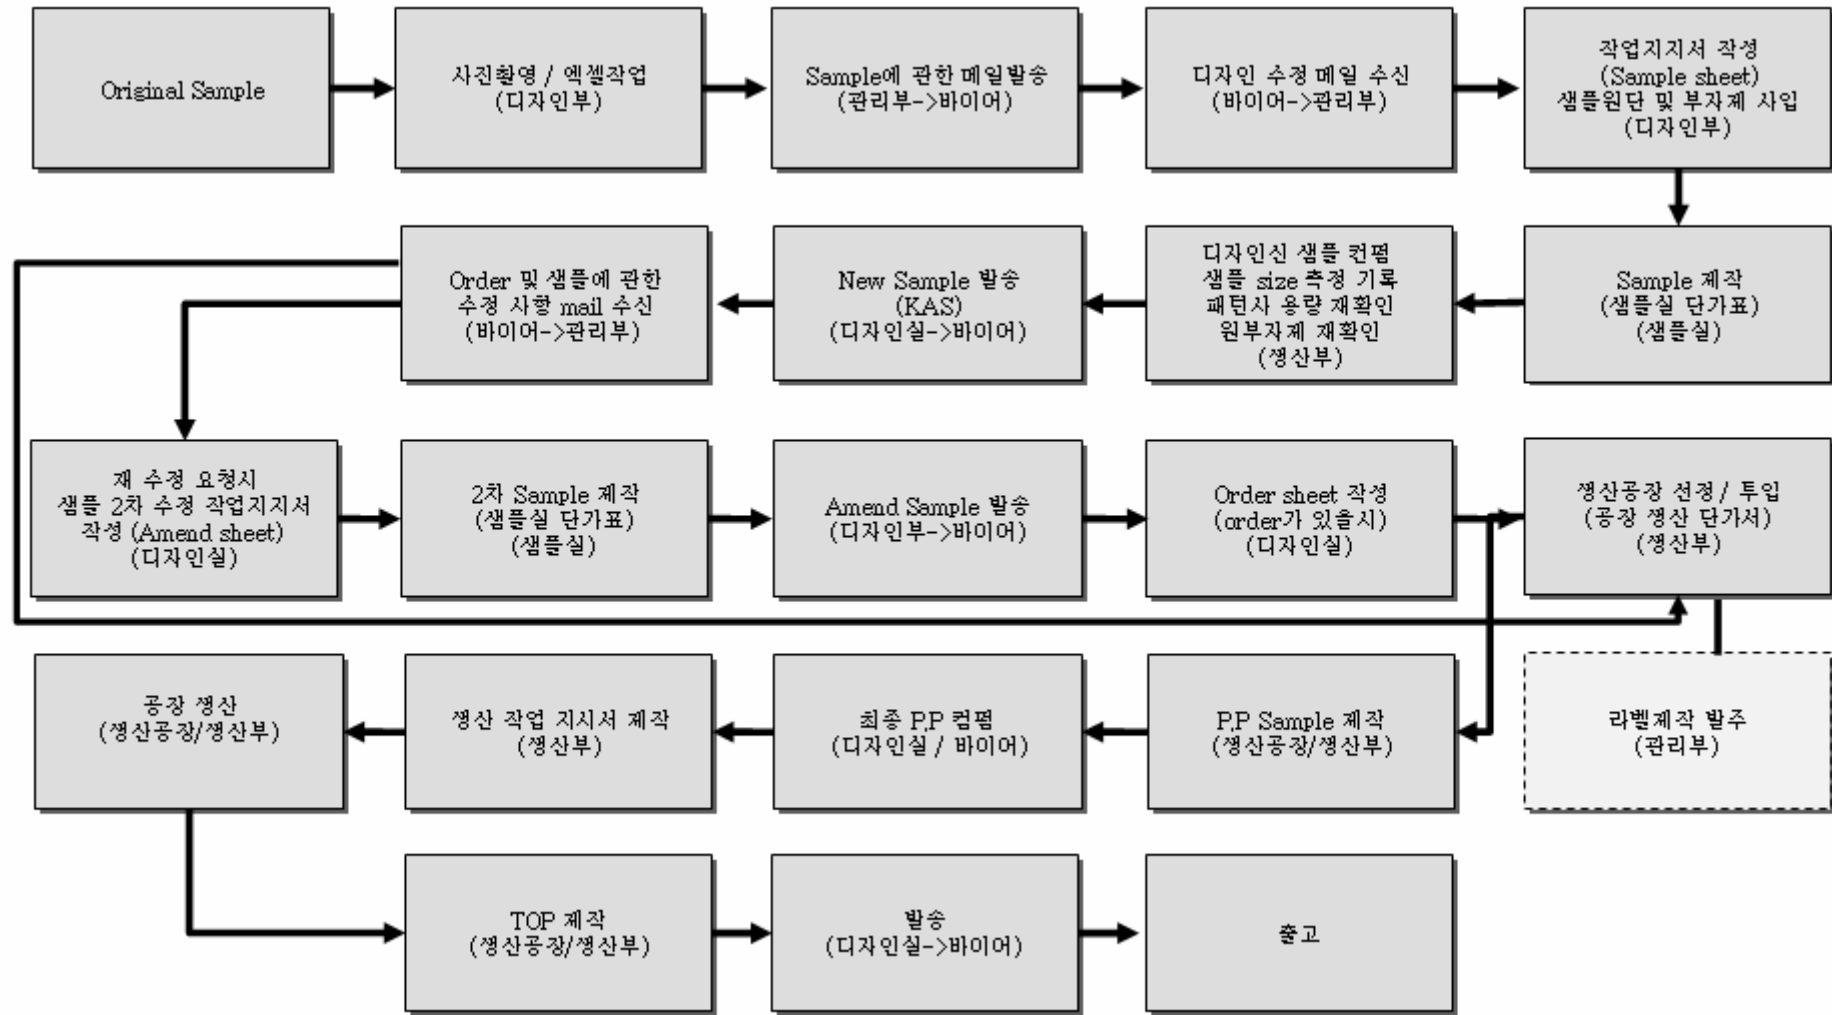 Original Sample
사진촬영 / 엑셀작업
(디자인부)
Sample에 관한 메일발송
(관리부->바이어)
디자인 수정 메일 수신
(바이어->관리부)
작업지지서 작성
(Sample sheet)
샘플원단 및 부자제 사입
(디자인부)
Order 및 샘플에 관한
수정 사항 mail 수신
(바이어->관리부)
New Sample 발송
(KAS)
(디자인실->바이어)
디자인신 샘플 컨펌
샘플 size 측정 기록
패턴사 용량 재확인
원부자제 재확인
(생산부)
Sample 제작
(샘플실 단가표)
(샘플실)
재 수정 요청시
샘플 2차 수정 작업지지서
작성 (Amend sheet)
(디자인실)
2차 Sample 제작
(샘플실 단가표)
(샘플실)
Amend Sample 발송
(디자인부->바이어)
Order sheet 작성
(order가 있을시)
(디자인실)
생산공장 선정 / 투입
(공장 생산 단가서)
(생산부)
공장 생산
(생산공장/생산부)
생산 작업 지시서 제작
(생산부)
최종 P.P 컴펌
(디자인실 / 바이어)
P.P Sample 제작
(생산공장/생산부)
라벨제작 발주
(관리부)
TOP 제작
(생산공장/생산부)
발송
(디자인실->바이어)
출고